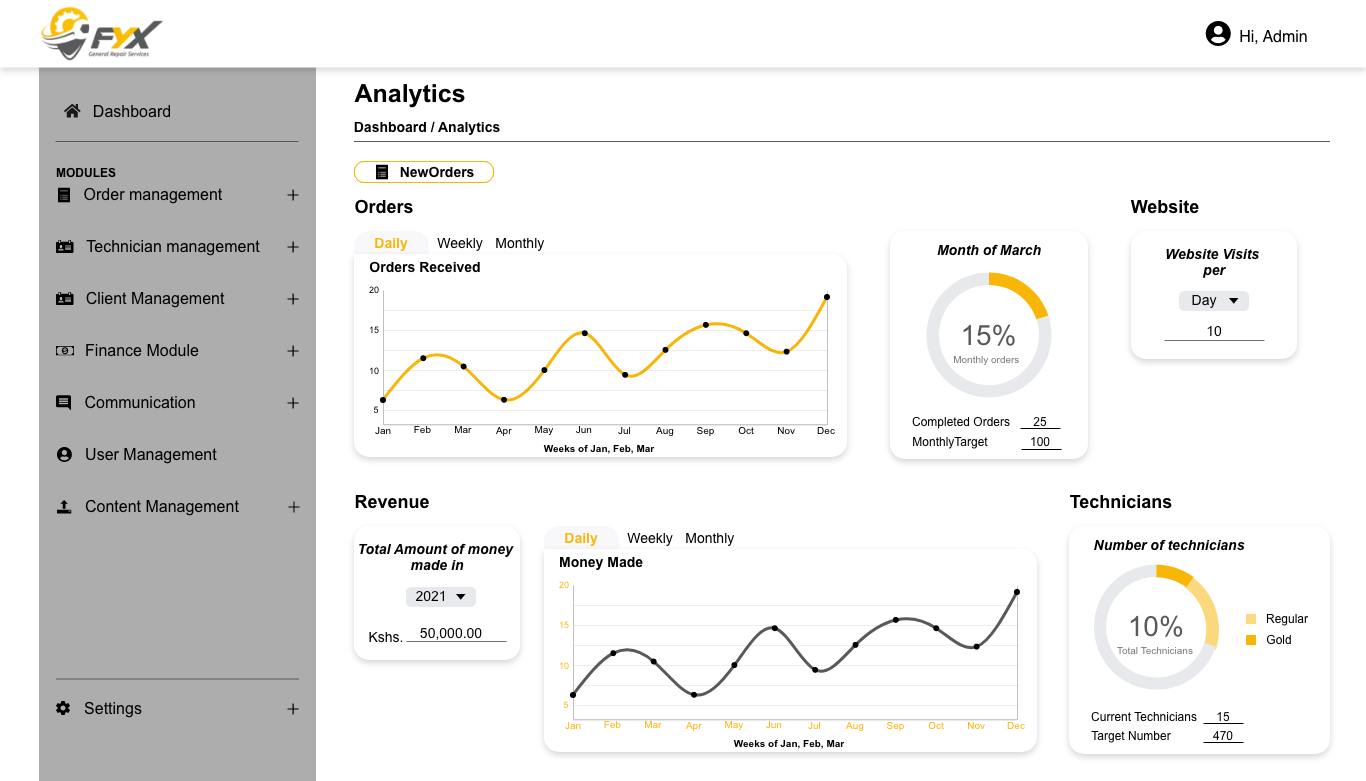 FYX
General Repair Services
Hi, Admin
Dashboard
MODULES
Order management
Technician management
Client Management
Finance Module
Communication
User Management
Content Management
Settings
Analytics
Dashboard / Analytics
NewOrders
Orders
Daily Weekly Monthly
Orders Received
20
15
10
5
Jan Feb Mar Apr May Jun Jul Aug Sep Oct Nov Dec
Weeks of Jan, Feb, Mar
Month of March
15%
Monthly orders
Completed Orders 25
MonthlyTarget 100
Website
Website Visits
per
Day
10
Revenue
Total Amount of money
made in
2021
Kshs. 50,000.00
Daily Weekly Monthly
Money Made
20
15
10
5
Jan Feb Mar Apr May Jun Jul Aug Sep Oct Nov Dec
Weeks of Jan, Feb, Mar
Technicians
Number of technicians
10%
Total Technicians
Regular
Gold
Current Technicians 15
Target Number 470